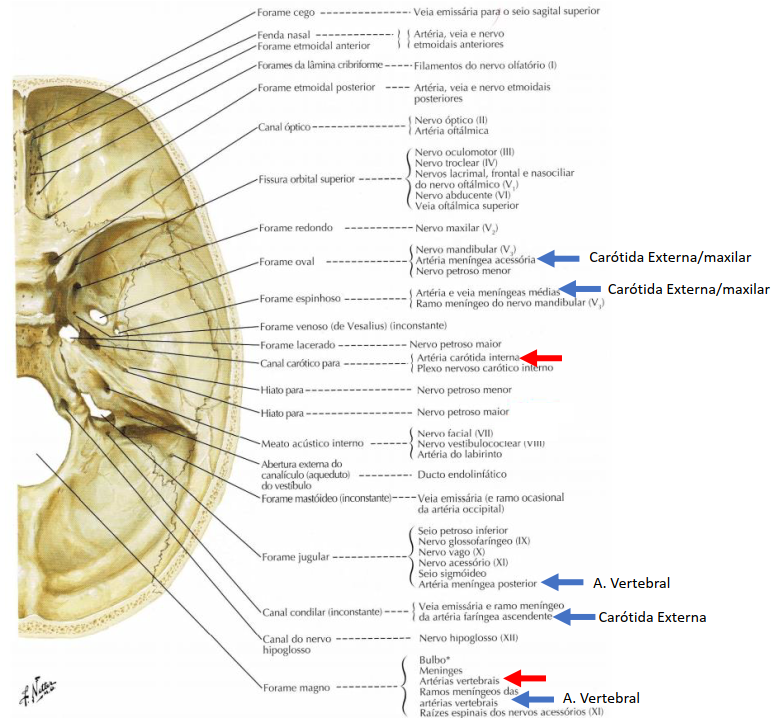 Forame cego Veia emissária para o seio sagital superior
Fenda nasal Artéria, veia e nervo
Forame etmoidal anterior etmoidais anteriores
Forames da lâmina cribriforme Filamentos do nervo olfatório (I)
Forame etmoidal posterior Artéria, veia e nervo etmoidais
posteriores
Canal óptico Nervo óptico (II)
Artéria oftálmica
Fissura orbital superior Nervo oculomotor (III)
Nervo troclear (IV)
Nervos lacrimal, frontal e nasociliar
do nervo oftálmico (V₁)
Nervo abducente (VI)
Veia oftálmica superior
Forame redondo Nervo maxilar (V₂)
Forame oval Nervo mandibular (V₃)
Artéria meníngea acessória Carótida Externa/maxilar
Nervo petroso menor
Forame espinhoso Artéria e veia meníngeas médias Carótida Externa/maxilar
Ramo meníngeo do nervo mandibular (V₃)
Forame venoso (de Vesalius) (inconstante)
Forame lacerado Nervo petroso maior
Canal carótico para Artéria carótida interna
Plexo nervoso carótico interno
Hiato para Nervo petroso menor
Hiato para Nervo petroso maior
Meato acústico interno Nervo facial (VII)
Nervo vestibulococlear (VIII)
Artéria do labirinto
Abertura externa do
canalículo (aqueduto) Ducto endolinfático
do vestíbulo
Forame mastóideo (inconstante) Veia emissária (e ramo ocasional
da artéria occipital)
Forame jugular Seio petroso inferior
Nervo glossofaríngeo (IX)
Nervo vago (X)
Nervo acessório (XI)
Seio sigmóideo
Artéria meníngea posterior A. Vertebral
Canal condilar (inconstante) Veia emissária e ramo meníngeo
da artéria faríngea ascendente Carótida Externa
Canal do nervo Nervo hipoglosso (XII)
hipoglosso
Forame magno Bulbo*
Meninges
Artérias vertebrais
Ramos meníngeos das
artérias vertebrais A. Vertebral
Raízes espinais dos nervos acessórios (XI)